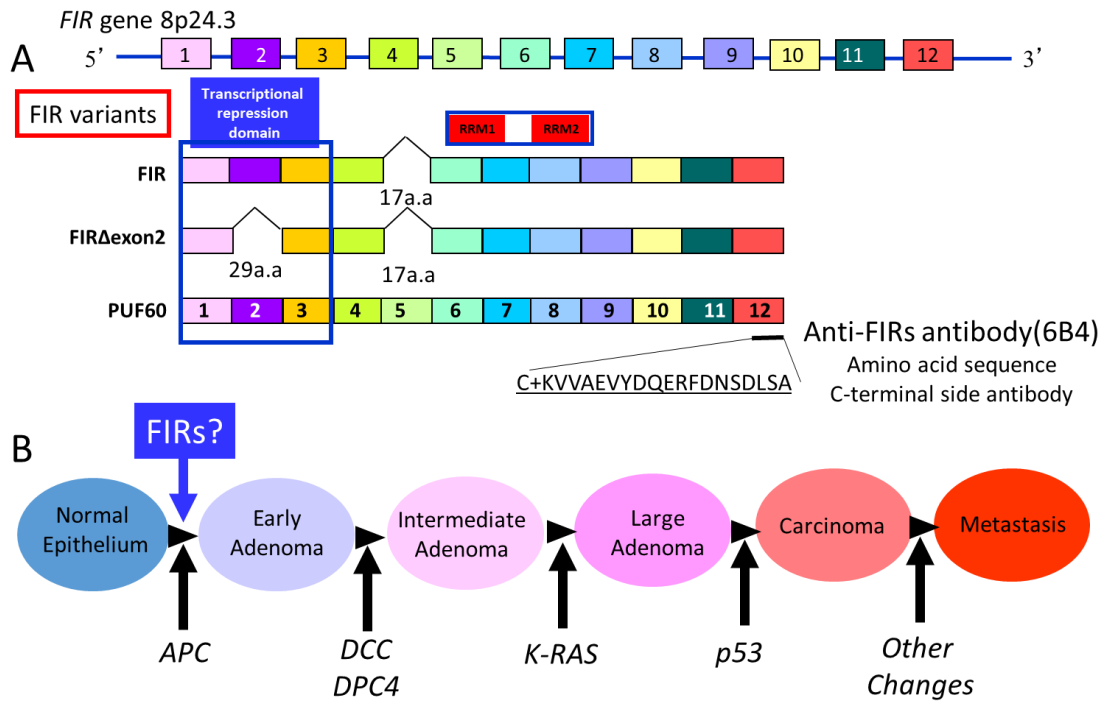 FIR gene 8p24.3
A
5’
1 2 3 4 5 6 7 8 9 10 11 12
3’
FIR variants
Transcriptional
repression
domain
RRM1 RRM2
FIR
17a.a
FIRΔexon2
29a.a 17a.a
PUF60
1 2 3 4 5 6 7 8 9 10 11 12
Anti-FIRs antibody(6B4)
Amino acid sequence
C-terminal side antibody
C+KVVAEVYDQERFDNSDLSA
B
FIRs?
Normal
Epithelium
Early
Adenoma
Intermediate
Adenoma
Large
Adenoma
Carcinoma
Metastasis
APC
DCC
DPC4
K-RAS
p53
Other
Changes